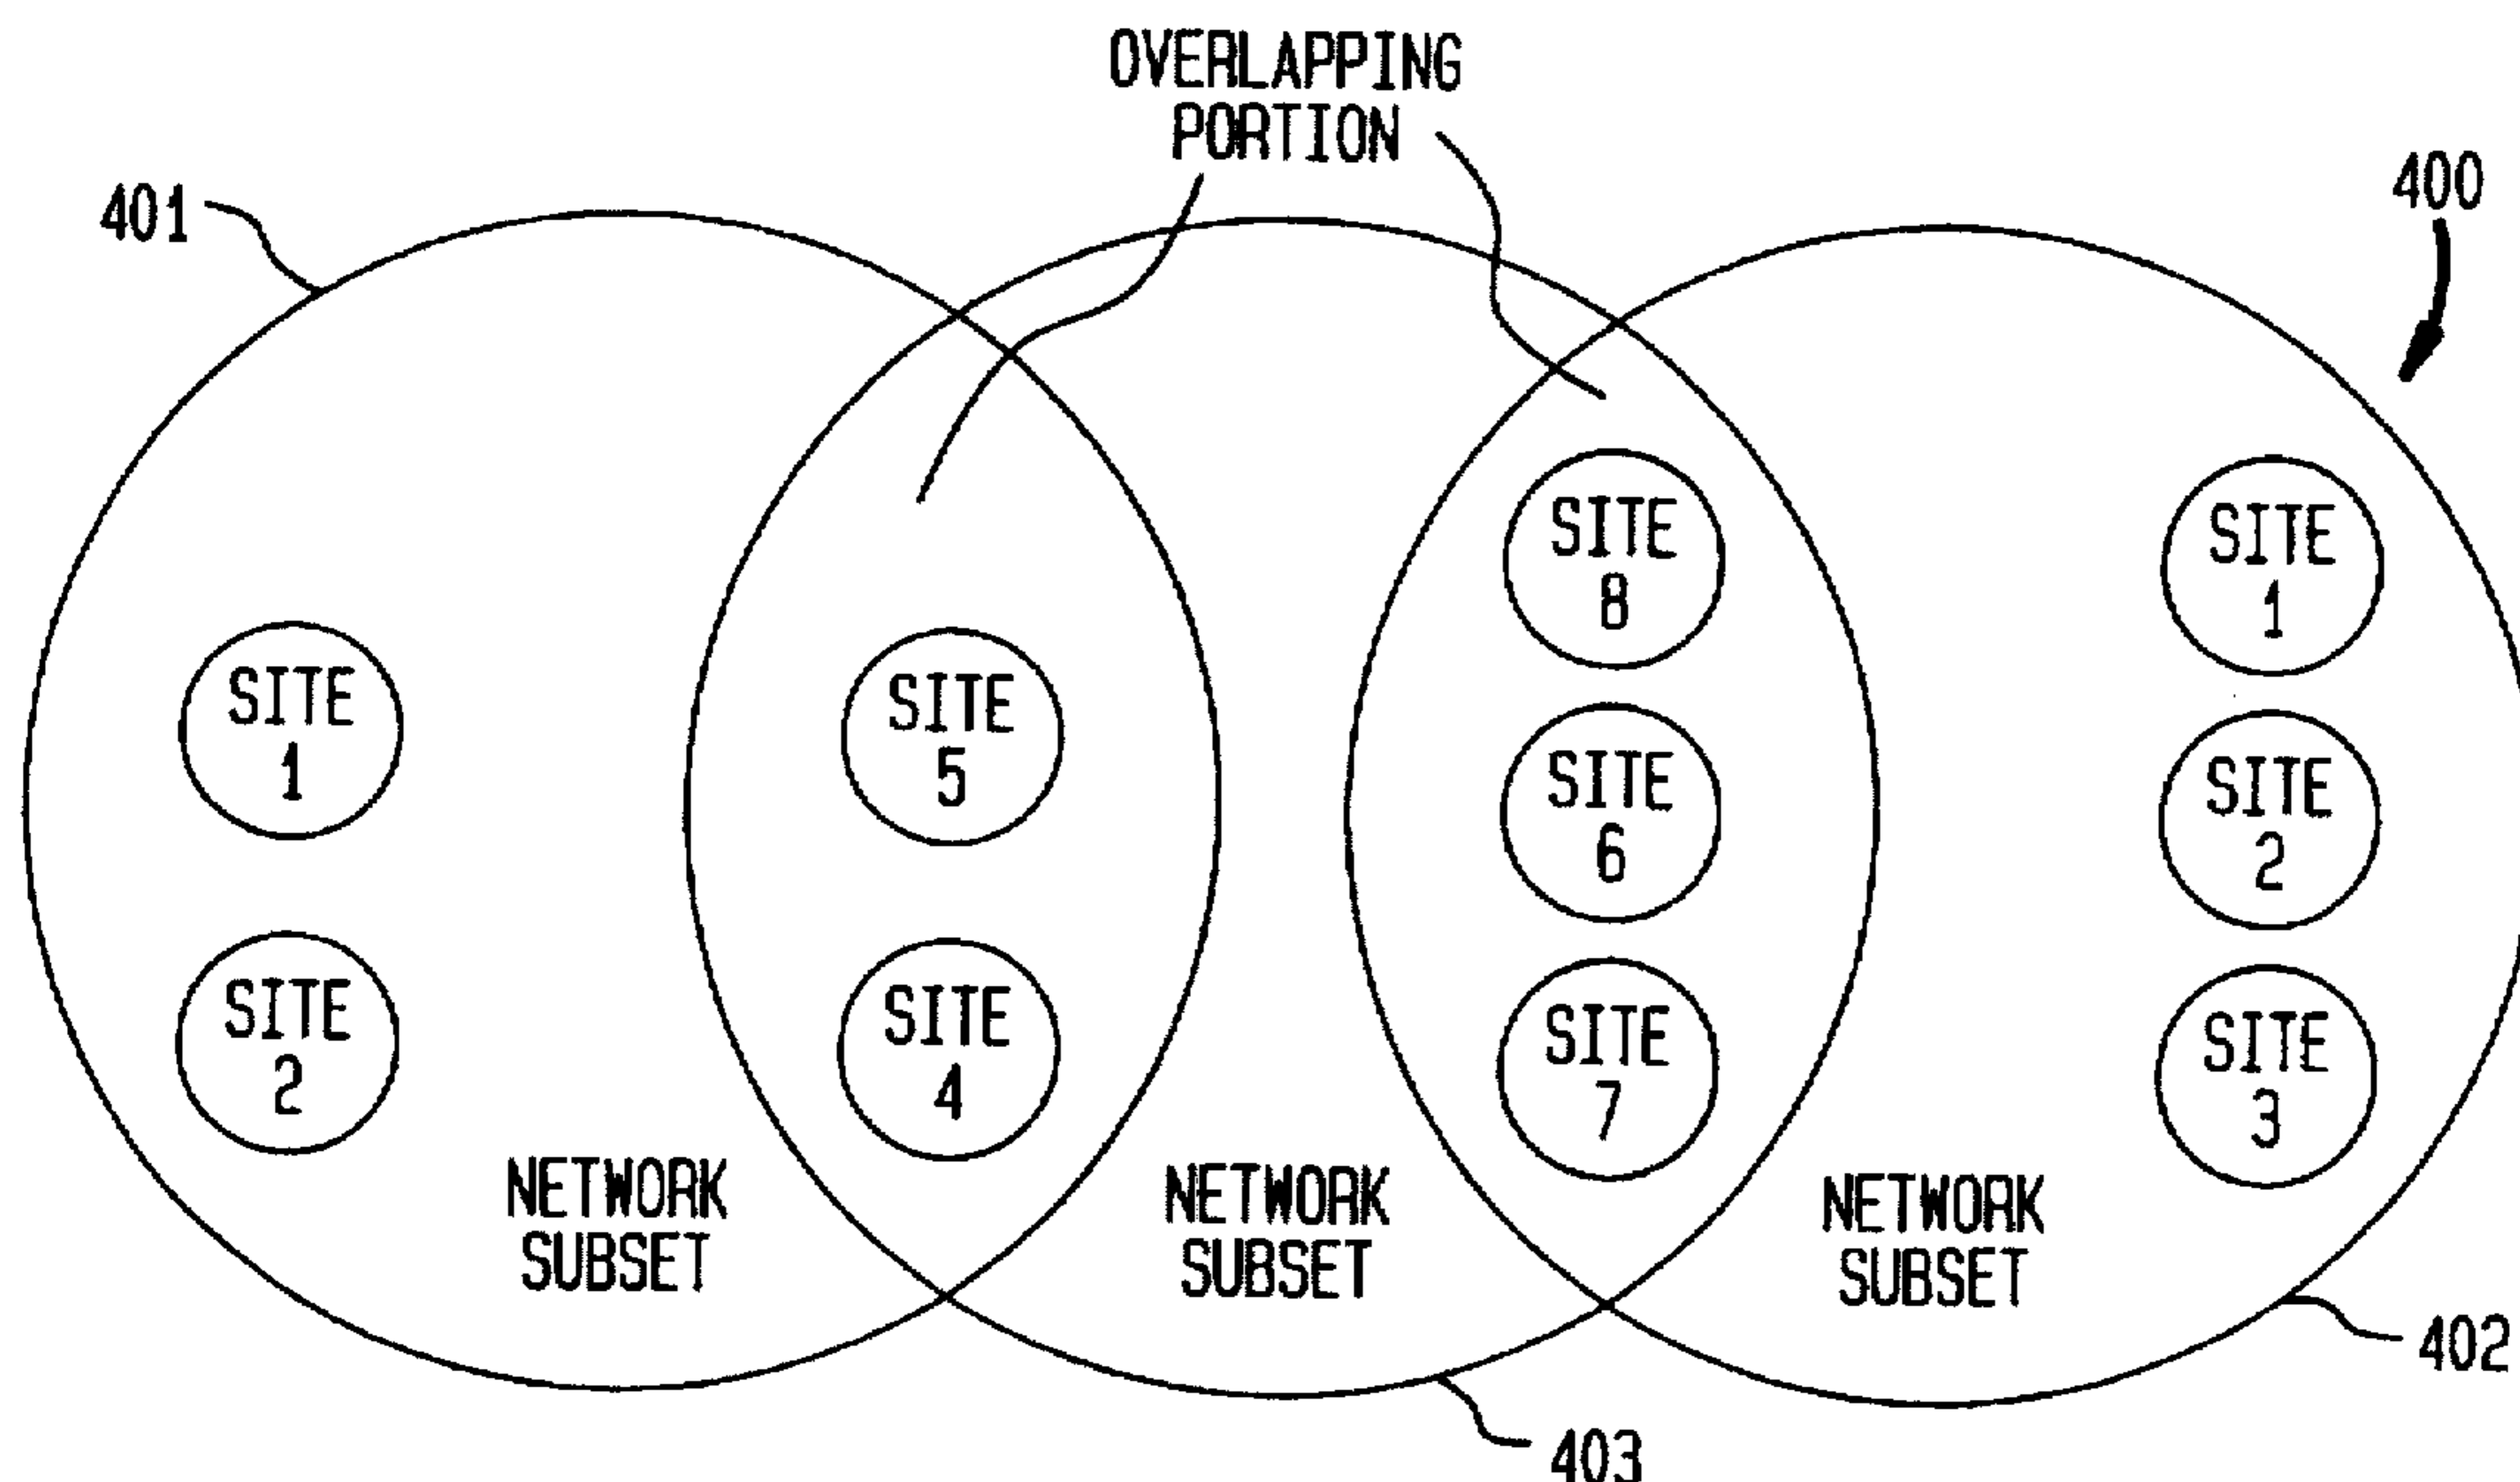 OVERLAPPING
PORTION
400
401
SITE
8
SITE
1
SITE
1
SITE
5
SITE
6
SITE
2
SITE
2
SITE
4
SITE
7
SITE
3
NETWORK
SUBSET
NETWORK
SUBSET
NETWORK
SUBSET
402
403